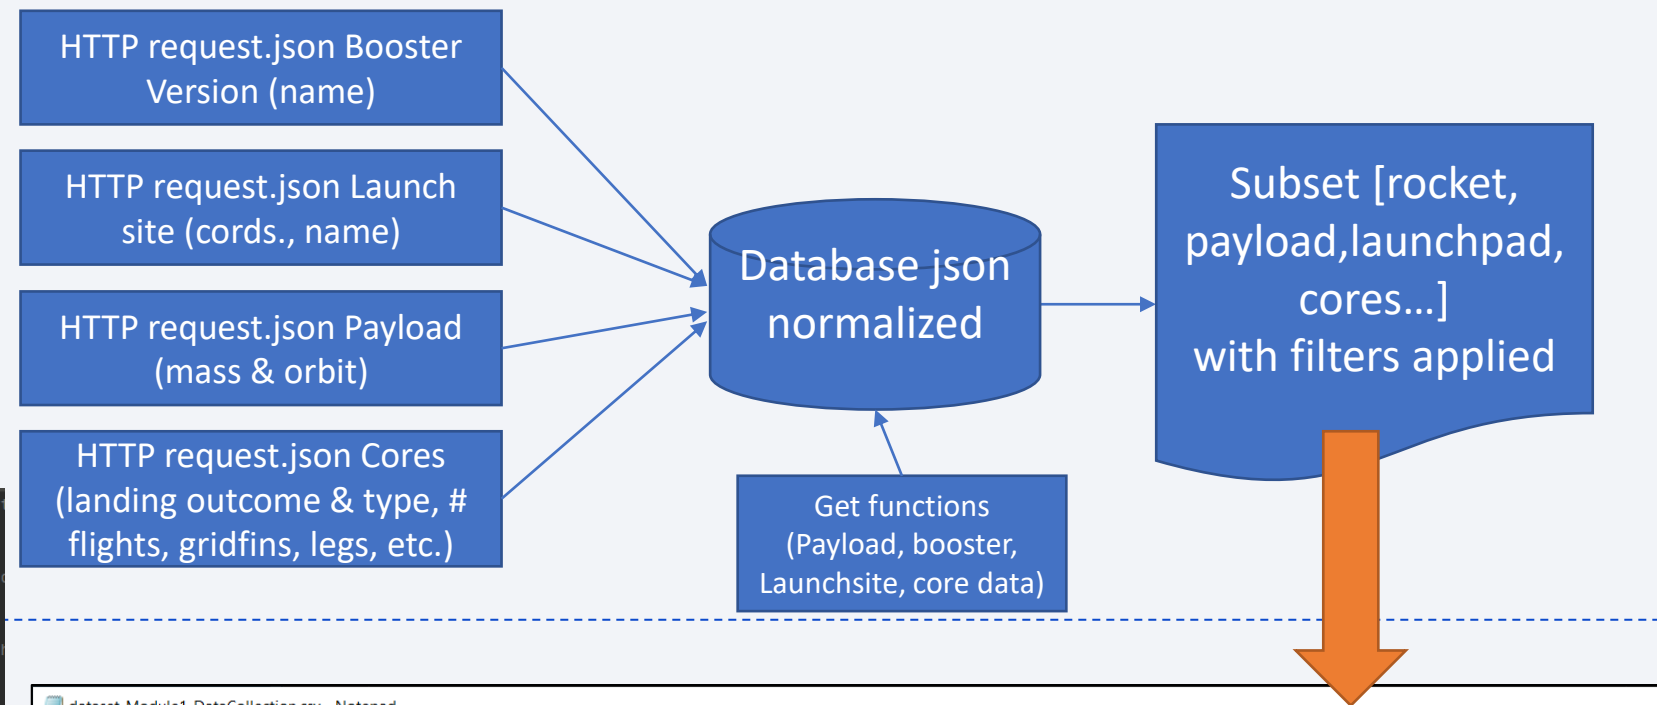 HTTP request.json Booster
Version (name)
HTTP request.json Launch
site (cords., name)
HTTP request.json Payload
(mass & orbit)
HTTP request.json Cores
(landing outcome & type, #
flights, gridfins, legs, etc.)
Database json
normalized
Get functions
(Payload, booster,
Launchsite, core data)
Subset [rocket,
payload,launchpad,
cores…]
with filters applied